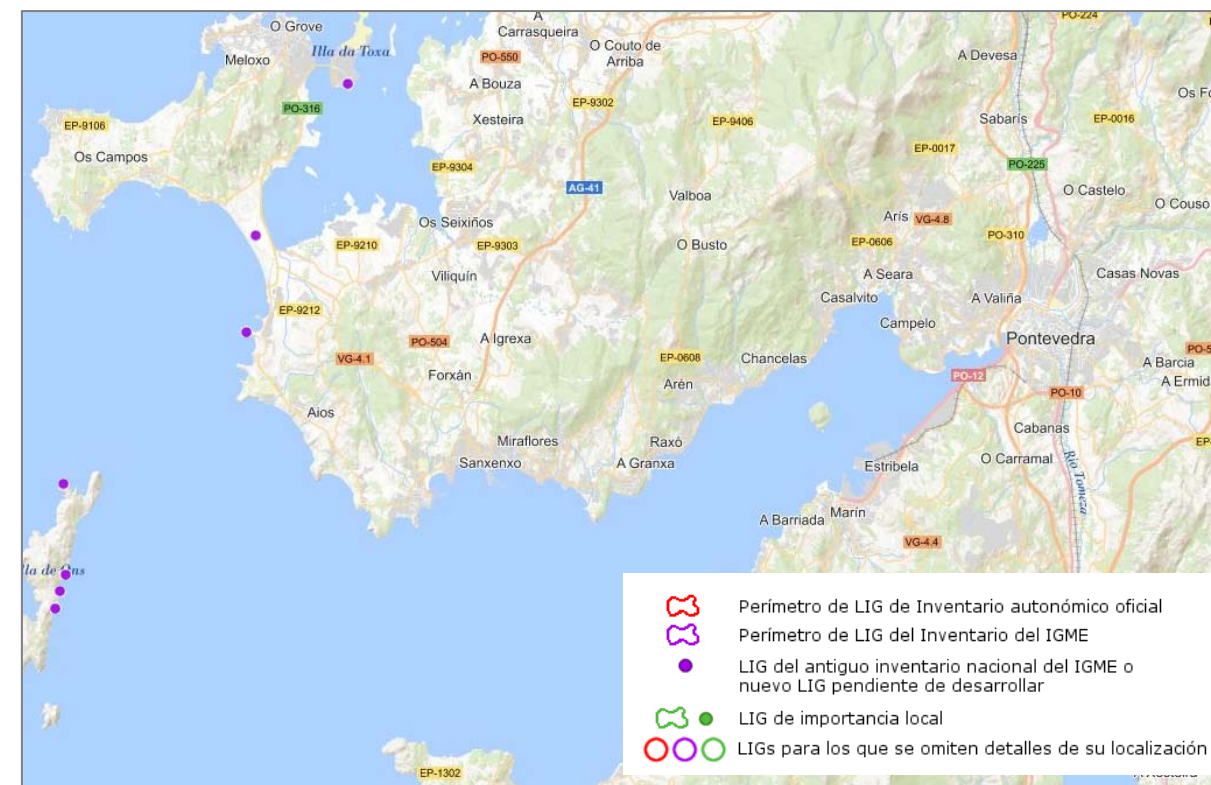 A
Carrasqueira
O Grove
Illa da Toxa
Meloxo
PO-550
O Couto de
Arriba
PO-224
A Devesa
A Bouza
EP-9302
PO-316
Xesteira
EP-9406
Sabarís
EP-0016
EP-9106
Os Campos
EP-9304
EP-0017
PO-225
AG-41
Valboa
O Castelo
O Couso
Os Seixiños
Arís
VG-4.8
EP-9210
EP-9303
O Busto
EP-0606
PO-310
Viliquín
A Seara
Casas Novas
EP-9212
Casalvito
A Valiña
Campelo
PO-504
A Igrexa
Pontevedra
VG-4.1
EP-0608
Chancelas
A Barcia
Forxán
Arén
PO-12
PO-10
Aios
Cabanas
Miraflores
Raxó
Sanxenxo
A Granxa
Estribela
O Carramal
Rio Tomeza
A Barriada
Marín
VG-4.4
EP-1302
Perímetro de LIG de Inventario autonómico oficial
Perímetro de LIG del Inventario del IGME
LIG del antiguo inventario nacional del IGME o
nuevo LIG pendiente de desarrollar
LIG de importancia local
LIGs para los que se omiten detalles de su localización